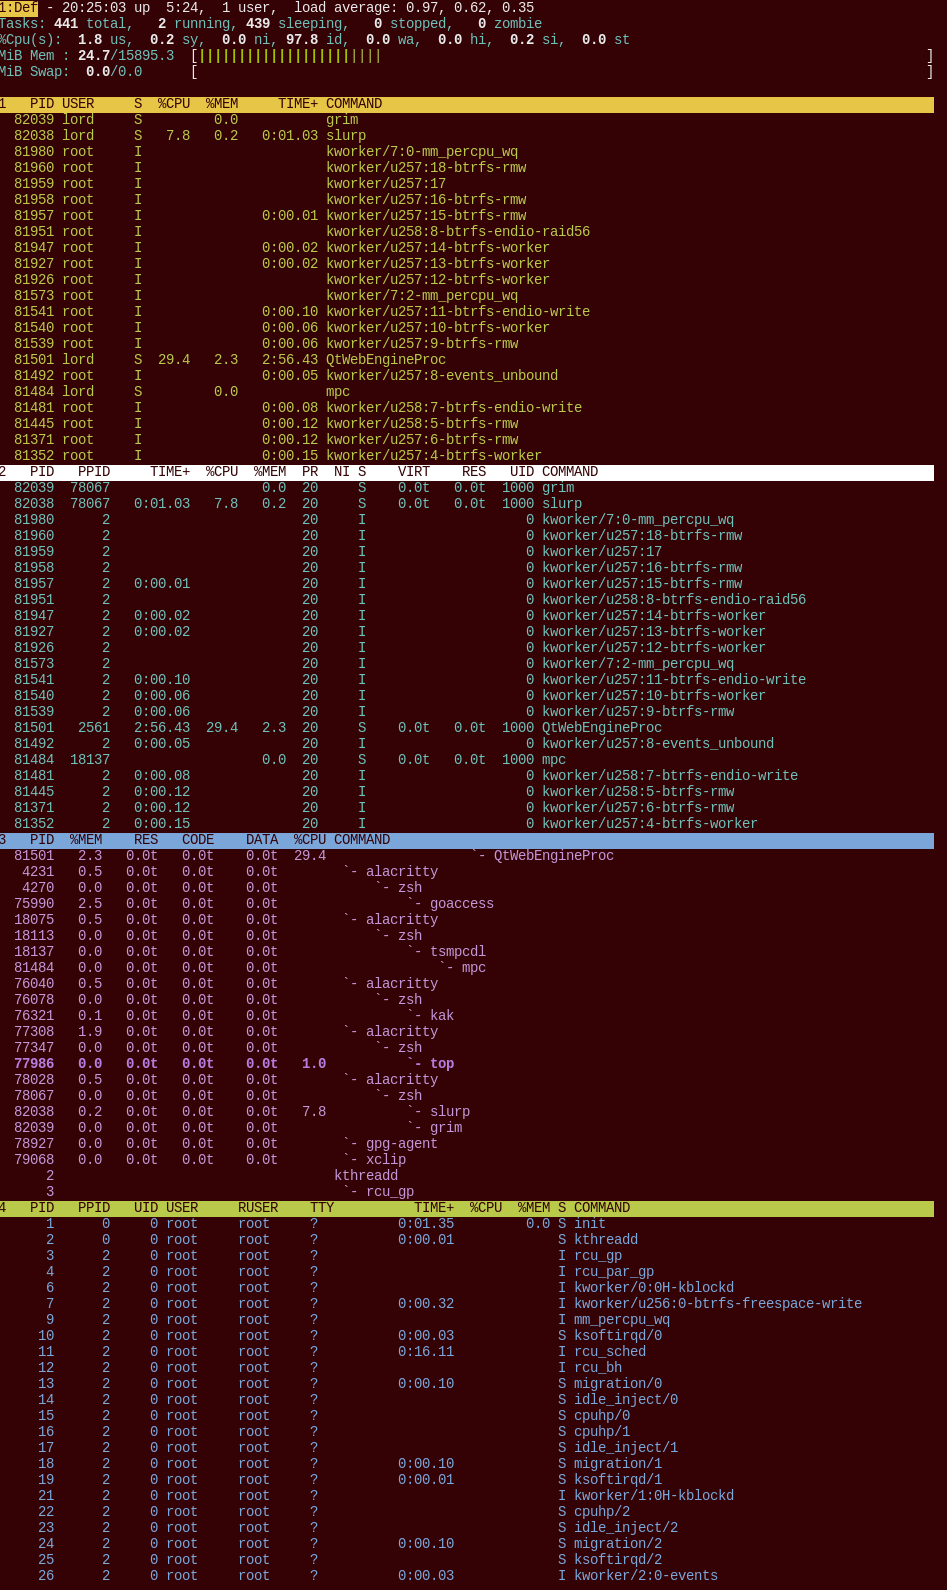 1:Def - 20:25:03 up  5:24,  1 user,  load average: 0.97, 0.62, 0.35
Tasks: 441 total,   2 running, 439 sleeping,   0 stopped,   0 zombie
%Cpu(s):  1.8 us,  0.2 sy,  0.0 ni, 97.8 id,  0.0 wa,  0.0 hi,  0.2 si,  0.0 st
MiB Mem : 24.7/15895.3  [|||||||||||||||||||||||                                                                    ]
MiB Swap:  0.0/0.0      [                                                                                           ]
1   PID USER     S  %CPU  %MEM     TIME+ COMMAND
82039 lord     S         0.0           grim
82038 lord     S   7.8   0.2   0:01.03 slurp
81980 root     I                       kworker/7:0-mm_percpu_wq
81960 root     I                       kworker/u257:18-btrfs-rmw
81959 root     I                       kworker/u257:17
81958 root     I                       kworker/u257:16-btrfs-rmw
81957 root     I               0:00.01 kworker/u257:15-btrfs-rmw
81951 root     I                       kworker/u258:8-btrfs-endio-raid56
81947 root     I               0:00.02 kworker/u257:14-btrfs-worker
81927 root     I               0:00.02 kworker/u257:13-btrfs-worker
81926 root     I                       kworker/u257:12-btrfs-worker
81573 root     I                       kworker/7:2-mm_percpu_wq
81541 root     I               0:00.10 kworker/u257:11-btrfs-endio-write
81540 root     I               0:00.06 kworker/u257:10-btrfs-worker
81539 root     I               0:00.06 kworker/u257:9-btrfs-rmw
81501 lord     S  29.4   2.3   2:56.43 QtWebEngineProc
81492 root     I               0:00.05 kworker/u257:8-events_unbound
81484 lord     S         0.0           mpc
81481 root     I               0:00.08 kworker/u258:7-btrfs-endio-write
81445 root     I               0:00.12 kworker/u258:5-btrfs-rmw
81371 root     I               0:00.12 kworker/u257:6-btrfs-rmw
81352 root     I               0:00.15 kworker/u257:4-btrfs-worker
2   PID   PPID     TIME+  %CPU  %MEM  PR  NI S    VIRT    RES   UID COMMAND
82039  78067                   0.0  20     S    0.0t   0.0t  1000 grim
82038  78067   0:01.03   7.8   0.2  20     S    0.0t   0.0t  1000 slurp
81980      2                        20     I                    0 kworker/7:0-mm_percpu_wq
81960      2                        20     I                    0 kworker/u257:18-btrfs-rmw
81959      2                        20     I                    0 kworker/u257:17
81958      2                        20     I                    0 kworker/u257:16-btrfs-rmw
81957      2   0:00.01              20     I                    0 kworker/u257:15-btrfs-rmw
81951      2                        20     I                    0 kworker/u258:8-btrfs-endio-raid56
81947      2   0:00.02              20     I                    0 kworker/u257:14-btrfs-worker
81927      2   0:00.02              20     I                    0 kworker/u257:13-btrfs-worker
81926      2                        20     I                    0 kworker/u257:12-btrfs-worker
81573      2                        20     I                    0 kworker/7:2-mm_percpu_wq
81541      2   0:00.10              20     I                    0 kworker/u257:11-btrfs-endio-write
81540      2   0:00.06              20     I                    0 kworker/u257:10-btrfs-worker
81539      2   0:00.06              20     I                    0 kworker/u257:9-btrfs-rmw
81501   2561   2:56.43  29.4   2.3  20     S    0.0t   0.0t  1000 QtWebEngineProc
81492      2   0:00.05              20     I                    0 kworker/u257:8-events_unbound
81484  18137                   0.0  20     S    0.0t   0.0t  1000 mpc
81481      2   0:00.08              20     I                    0 kworker/u258:7-btrfs-endio-write
81445      2   0:00.12              20     I                    0 kworker/u258:5-btrfs-rmw
81371      2   0:00.12              20     I                    0 kworker/u257:6-btrfs-rmw
81352      2   0:00.15              20     I                    0 kworker/u257:4-btrfs-worker
3   PID  %MEM    RES   CODE    DATA  %CPU COMMAND
81501   2.3   0.0t   0.0t    0.0t  29.4                  `- QtWebEngineProc
4231   0.5   0.0t   0.0t    0.0t        `- alacritty
4270   0.0   0.0t   0.0t    0.0t            `- zsh
75990   2.5   0.0t   0.0t    0.0t                `- goaccess
18075   0.5   0.0t   0.0t    0.0t        `- alacritty
18113   0.0   0.0t   0.0t    0.0t            `- zsh
18137   0.0   0.0t   0.0t    0.0t                `- tsmpcdl
81484   0.0   0.0t   0.0t    0.0t                    `- mpc
76040   0.5   0.0t   0.0t    0.0t        `- alacritty
76078   0.0   0.0t   0.0t    0.0t            `- zsh
76321   0.1   0.0t   0.0t    0.0t                `- kak
77308   1.9   0.0t   0.0t    0.0t        `- alacritty
77347   0.0   0.0t   0.0t    0.0t            `- zsh
77986   0.0   0.0t   0.0t    0.0t   1.0          `- top
78028   0.5   0.0t   0.0t    0.0t        `- alacritty
78067   0.0   0.0t   0.0t    0.0t            `- zsh
82038   0.2   0.0t   0.0t    0.0t   7.8          `- slurp
82039   0.0   0.0t   0.0t    0.0t                `- grim
78927   0.0   0.0t   0.0t    0.0t        `- gpg-agent
79068   0.0   0.0t   0.0t    0.0t        `- xclip
2                                   kthreadd
3                                    `- rcu_gp
4   PID   PPID   UID USER     RUSER    TTY          TIME+  %CPU  %MEM S COMMAND
1      0     0 root     root     ?          0:01.35         0.0 S init
2      0     0 root     root     ?          0:00.01             S kthreadd
3      2     0 root     root     ?                              I rcu_gp
4      2     0 root     root     ?                              I rcu_par_gp
6      2     0 root     root     ?                              I kworker/0:0H-kblockd
7      2     0 root     root     ?          0:00.32             I kworker/u256:0-btrfs-freespace-write
9      2     0 root     root     ?                              I mm_percpu_wq
10      2     0 root     root     ?          0:00.03             S ksoftirqd/0
11      2     0 root     root     ?          0:16.11             I rcu_sched
12      2     0 root     root     ?                              I rcu_bh
13      2     0 root     root     ?          0:00.10             S migration/0
14      2     0 root     root     ?                              S idle_inject/0
15      2     0 root     root     ?                              S cpuhp/0
16      2     0 root     root     ?                              S cpuhp/1
17      2     0 root     root     ?                              S idle_inject/1
18      2     0 root     root     ?          0:00.10             S migration/1
19      2     0 root     root     ?          0:00.01             S ksoftirqd/1
21      2     0 root     root     ?                              I kworker/1:0H-kblockd
22      2     0 root     root     ?                              S cpuhp/2
23      2     0 root     root     ?                              S idle_inject/2
24      2     0 root     root     ?          0:00.10             S migration/2
25      2     0 root     root     ?                              S ksoftirqd/2
26      2     0 root     root     ?          0:00.03             I kworker/2:0-events